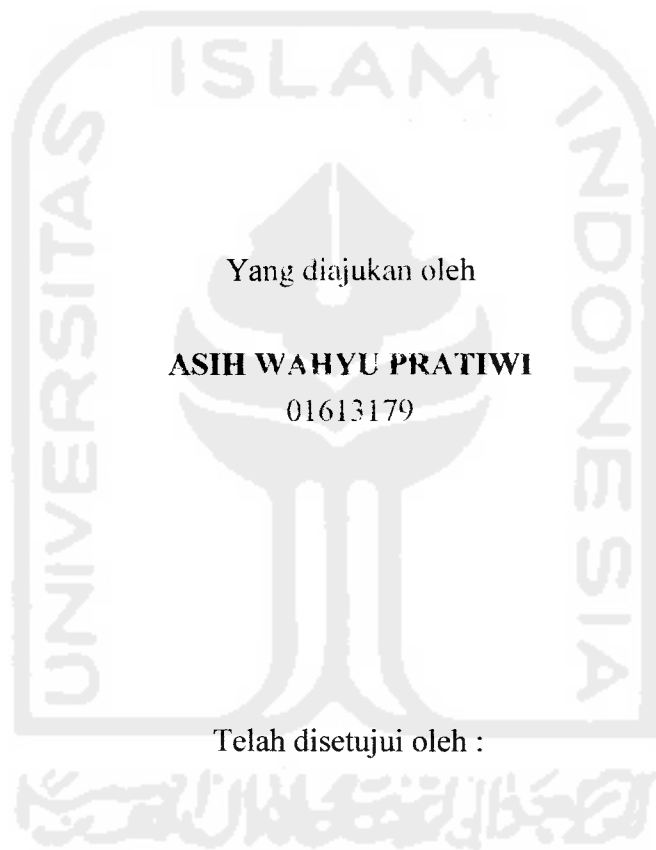 ISLAM
UNIVERSITAS
INDONESIA
Yang diajukan oleh
ASIH WAHYU PRATIWI
01613179
Telah disetujui oleh :